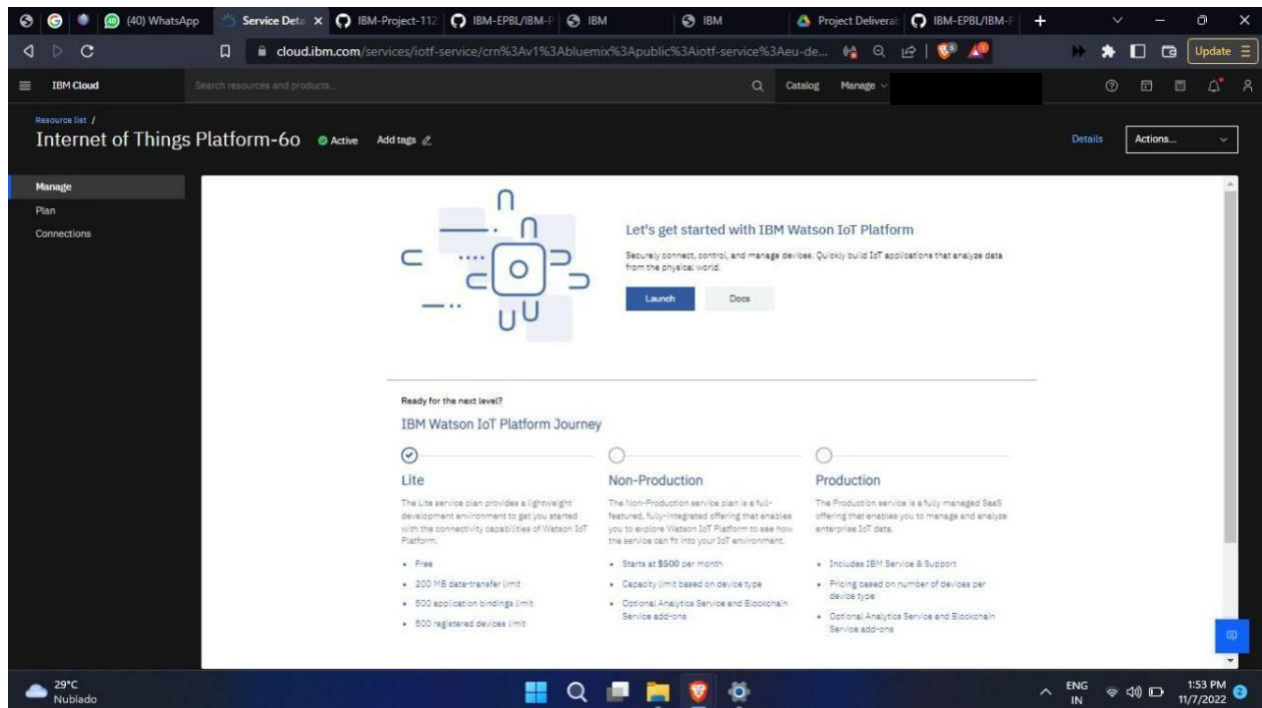 (40) WhatsApp
Service Deta
IBM-Project-112
IBM-EPBL/IBM-P
IBM
IBM
Project Deliverab
IBM-EPBL/IBM-P
cloud.ibm.com/services/iotf-service/crn%3Av1%3Abluemix%3Apublic%3Aiotf-service%3Aeu-de...
Update
IBM Cloud
Search resources and products...
Catalog
Manage
Resource list /
Internet of Things Platform-6o
Active
Add tags
Details
Actions...
Manage
Plan
Connections
Let's get started with IBM Watson IoT Platform
Securely connect, control, and manage devices. Quickly build IoT applications that analyze data
from the physical world.
Launch
Docs
Ready for the next level?
IBM Watson IoT Platform Journey
Lite
The Lite service plan provides a lightweight
development environment to get you started
with the connectivity capabilities of Watson IoT
Platform.
• Free
• 200 MB data-transfer limit
• 500 application bindings limit
• 500 registered devices limit
Non-Production
The Non-Production service plan is a full-
featured, fully-integrated offering that enables
you to explore Watson IoT Platform to see how
the service can fit into your IoT environment.
• Starts at $500 per month
• Capacity limit based on device type
• Optional Analytics Service and Blockchain
Service add-ons
Production
The Production service is a fully managed SaaS
offering that enables you to manage and analyze
enterprise IoT data.
• Includes IBM Service & Support
• Pricing based on number of devices per
device type
• Optional Analytics Service and Blockchain
Service add-ons
29°C
Nublado
ENG
IN
1:53 PM
11/7/2022
2